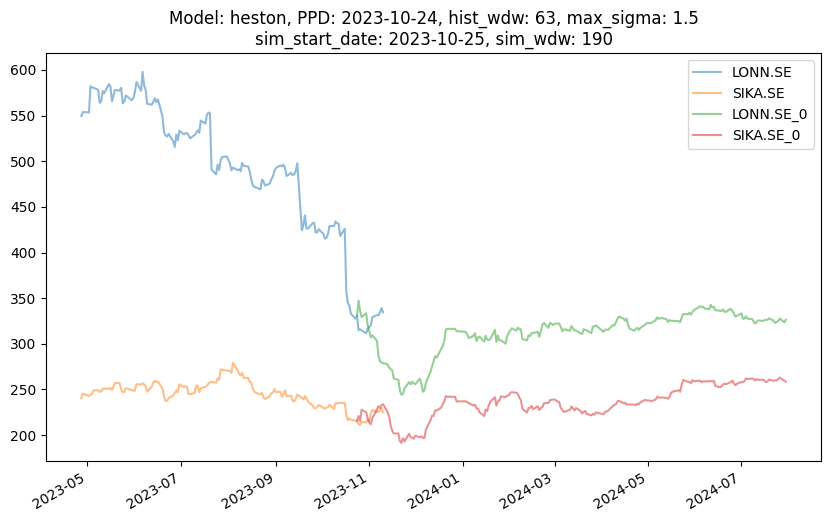 Model: heston, PPD: 2023-10-24, hist_wdw: 63, max_sigma: 1.5
sim_start_date: 2023-10-25, sim_wdw: 190
LONN.SE
SIKA.SE
LONN.SE_0
SIKA.SE_0
600
550
500
450
400
350
300
250
200
2023-05
2023-07
2023-09
2023-11
2024-01
2024-03
2024-05
2024-07